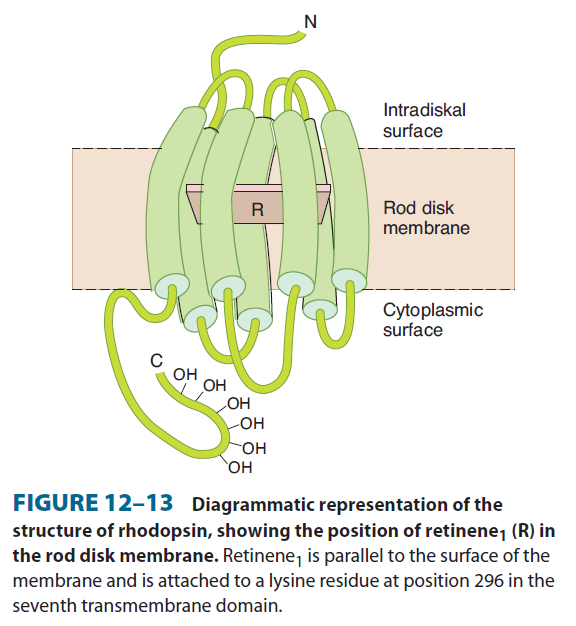 N
Intradiskal
surface
R
Rod disk
membrane
Cytoplasmic
surface
C
OH
OH
OH
OH
OH
OH
FIGURE 12–13 Diagrammatic representation of the
structure of rhodopsin, showing the position of retinene₁ (R) in
the rod disk membrane. Retinene₁ is parallel to the surface of the
membrane and is attached to a lysine residue at position 296 in the
seventh transmembrane domain.